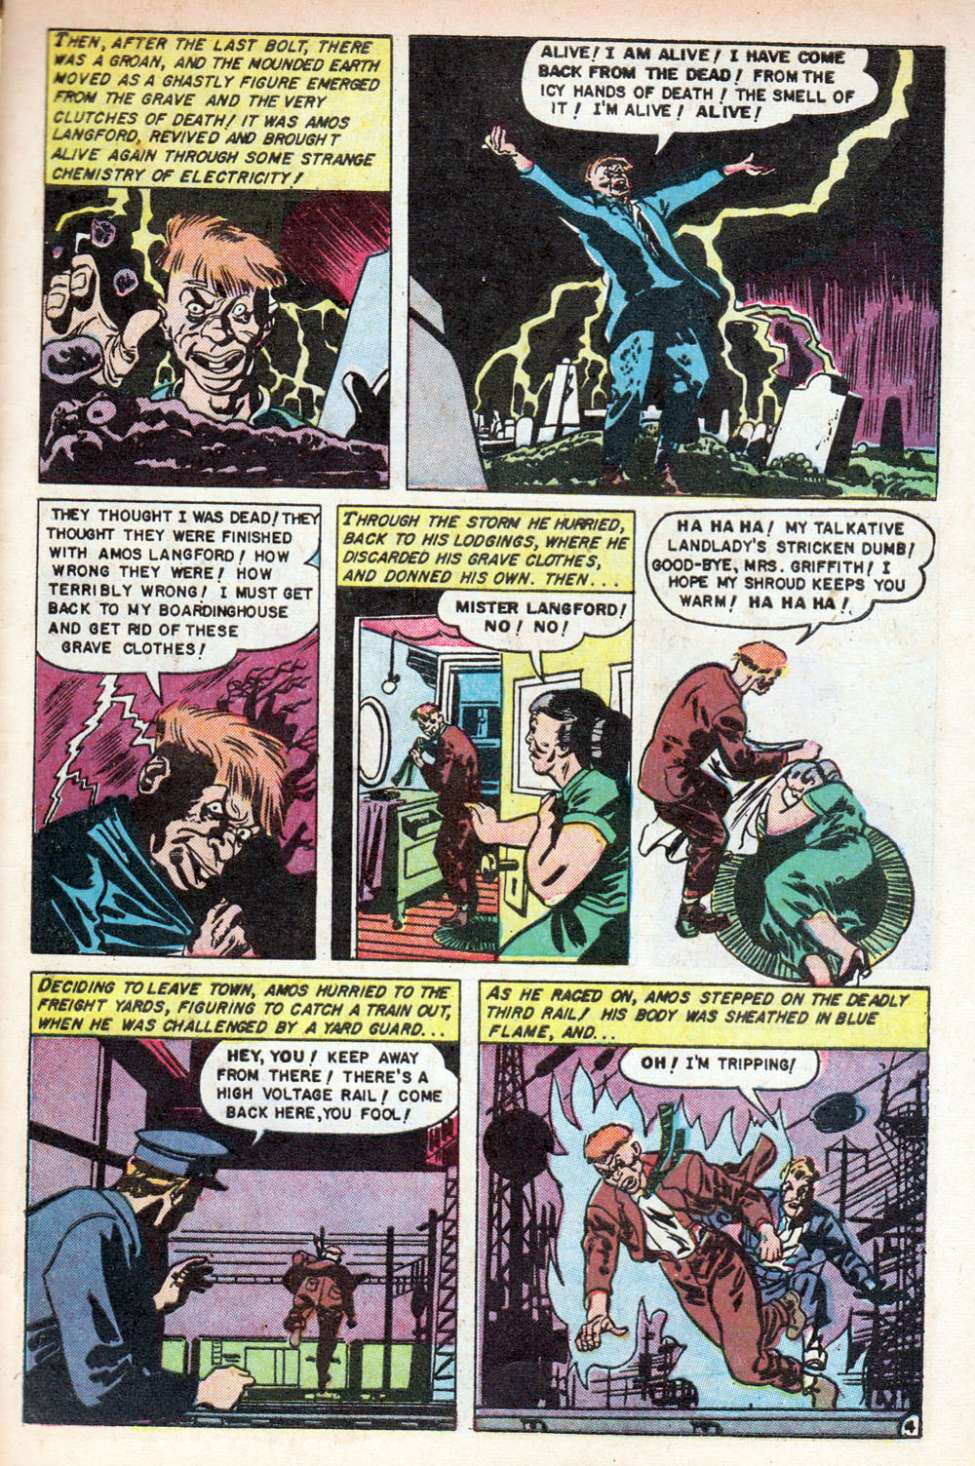 THEN, AFTER THE LAST BOLT, THERE
WAS A GROAN, AND THE MOUNDED EARTH
MOVED AS A GHASTLY FIGURE EMERGED
FROM THE GRAVE AND THE VERY
CLUTCHES OF DEATH! IT WAS AMOS
LANGFORD, REVIVED AND BROUGHT
ALIVE AGAIN THROUGH SOME STRANGE
CHEMISTRY OF ELECTRICITY!
ALIVE! I AM ALIVE! I HAVE COME
BACK FROM THE DEAD! FROM THE
ICY HANDS OF DEATH! THE SMELL OF
IT! I'M ALIVE! ALIVE!
THEY THOUGHT I WAS DEAD! THEY
THOUGHT THEY WERE FINISHED
WITH AMOS LANGFORD! HOW
WRONG THEY WERE! HOW
TERRIBLY WRONG! I MUST GET
BACK TO MY BOARDINGHOUSE
AND GET RID OF THESE
GRAVE CLOTHES!
THROUGH THE STORM HE HURRIED,
BACK TO HIS LODGINGS, WHERE HE
DISCARDED HIS GRAVE CLOTHES,
AND DONNED HIS OWN. THEN...
MISTER LANGFORD!
NO! NO!
HA HA HA! MY TALKATIVE
LANDLADY'S STRICKEN DUMB!
GOOD-BYE, MRS. GRIFFITH! I
HOPE MY SHROUD KEEPS YOU
WARM! HA HA HA!
DECIDING TO LEAVE TOWN, AMOS HURRIED TO THE
FREIGHT YARDS, FIGURING TO CATCH A TRAIN OUT,
WHEN HE WAS CHALLENGED BY A YARD GUARD...
HEY, YOU! KEEP AWAY
FROM THERE! THERE'S A
HIGH VOLTAGE RAIL! COME
BACK HERE, YOU FOOL!
AS HE RACED ON, AMOS STEPPED ON THE DEADLY
THIRD RAIL! HIS BODY WAS SHEATHED IN BLUE
FLAME, AND...
OH! I'M TRIPPING!
4